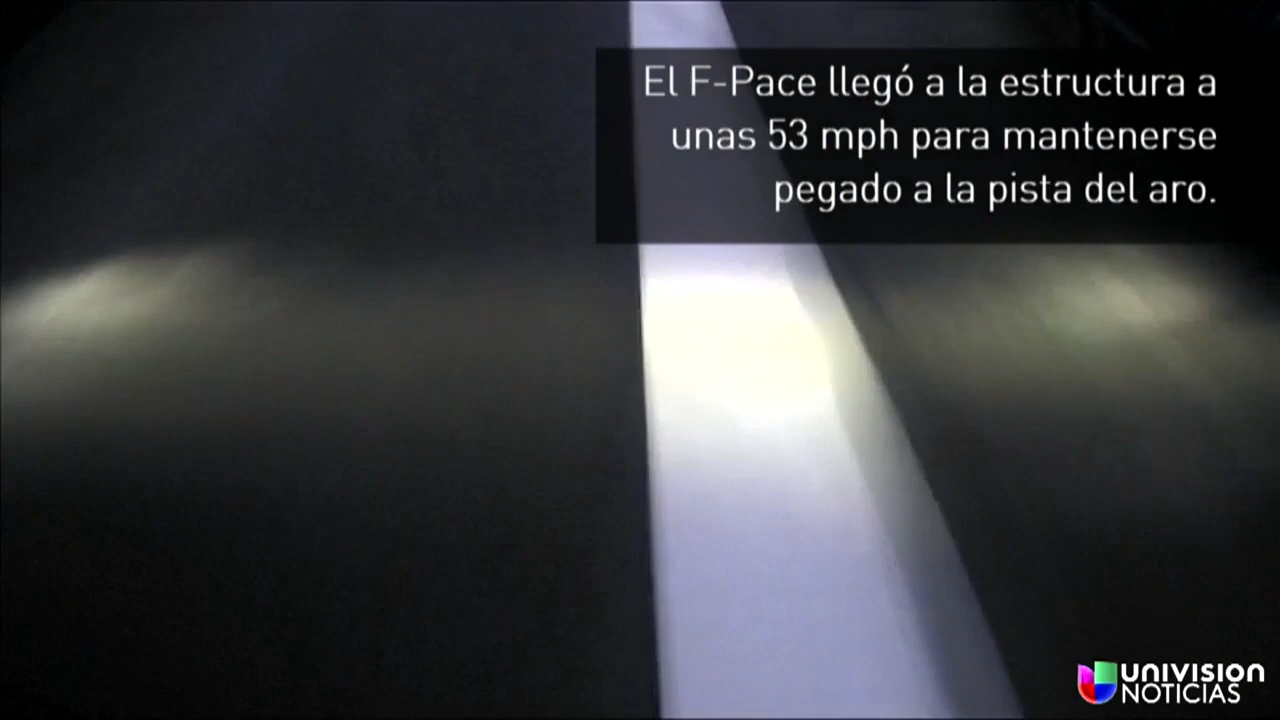 El F-Pace llegó a la estructura a
unas 53 mph para mantenerse
pegado a la pista del aro.
UNIVISION
NOTICIAS